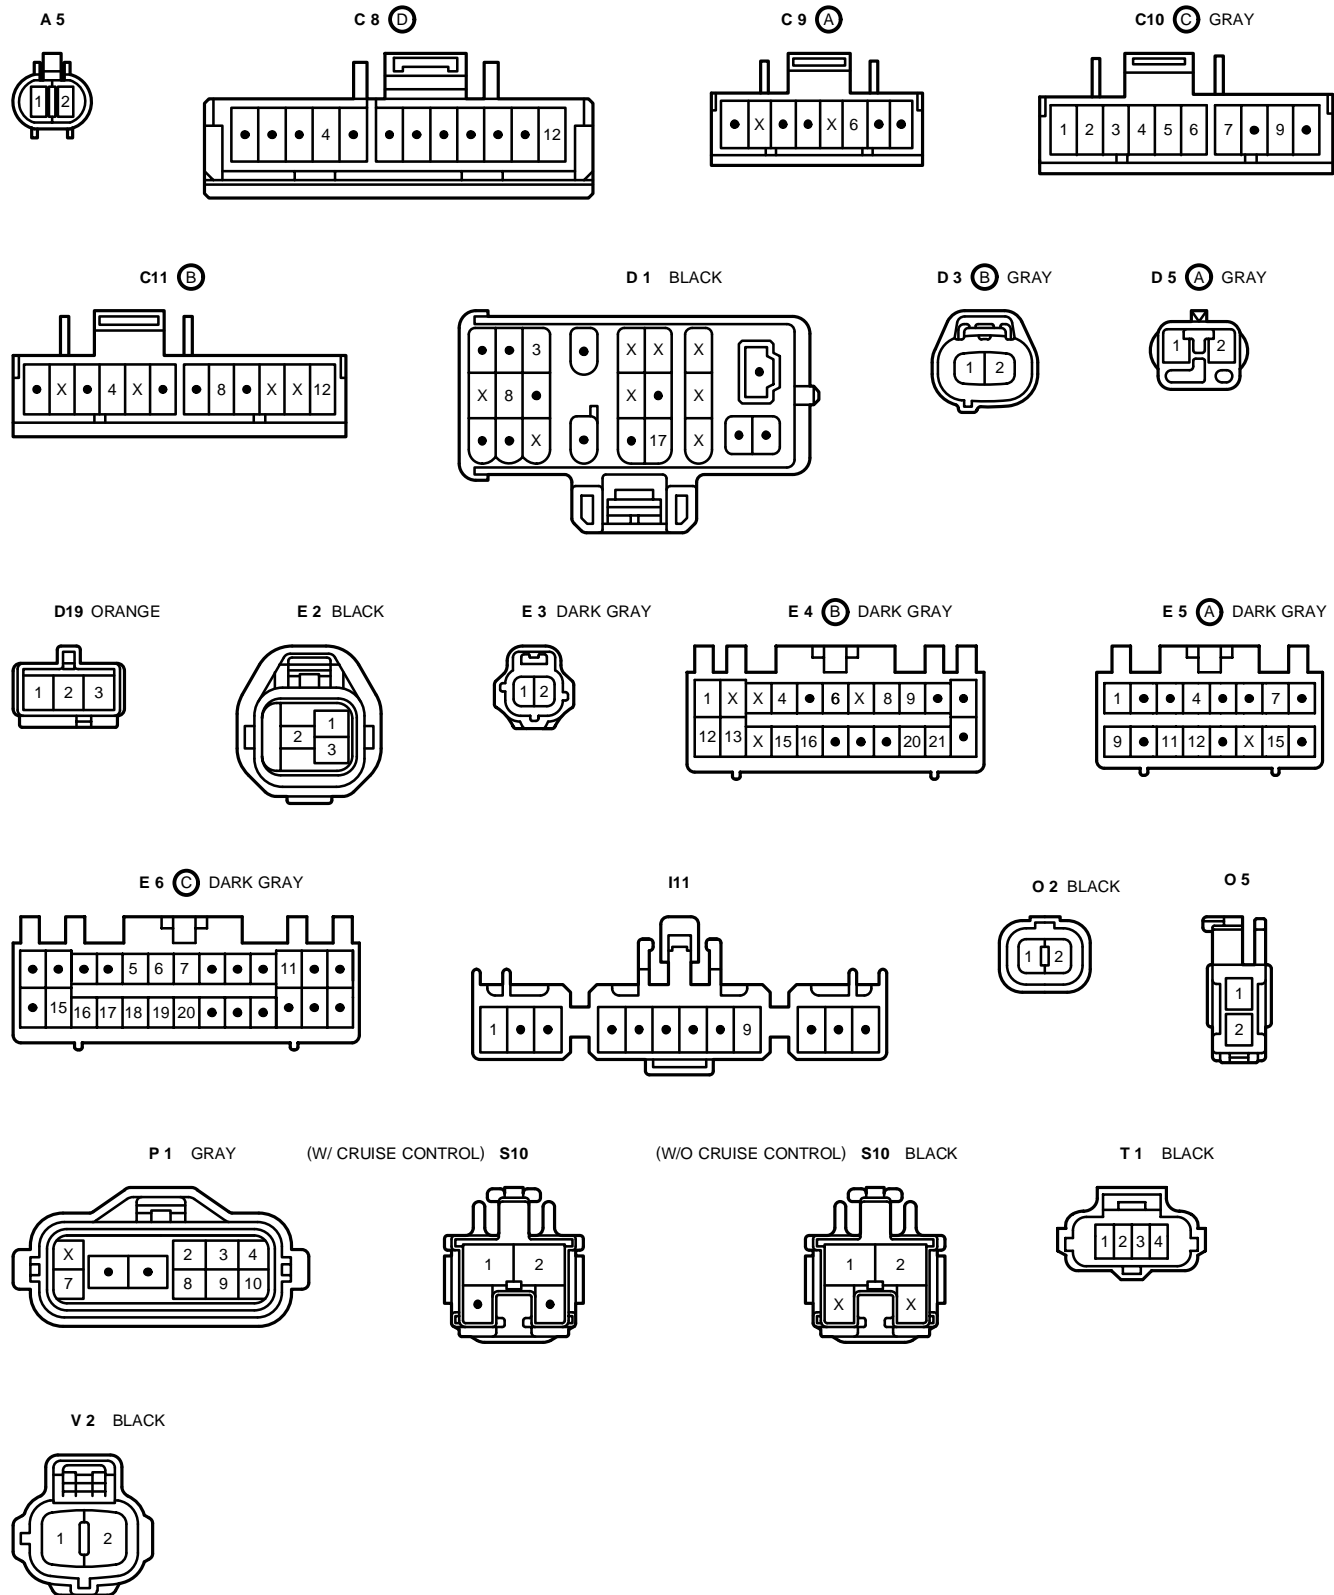 A 5
C 8 D
C 9 A
C10 C GRAY
1 2
4 12
X X 6
1 2 3 4 5 6 7 9
C11 B
D 1 BLACK
D 3 B GRAY
D 5 A GRAY
X 4 X 8 X X 12
3 X X X
X 8 X X
X 17 X
1 2
1 2
D19 ORANGE
E 2 BLACK
E 3 DARK GRAY
E 4 B DARK GRAY
E 5 A DARK GRAY
1 2 3
1
2
3
1 2
1 X X 4 6 X 8 9
12 13 X 15 16 20 21
1 4 7
9 11 12 X 15
E 6 C DARK GRAY
I11
O 2 BLACK
O 5
5 6 7 11
15 16 17 18 19 20
1 9
1 2
1
2
P 1 GRAY
(W/ CRUISE CONTROL) S10
(W/O CRUISE CONTROL) S10 BLACK
T 1 BLACK
X 2 3 4
7 8 9 10
1 2
1 2
X X
1 2 3 4
V 2 BLACK
1 2